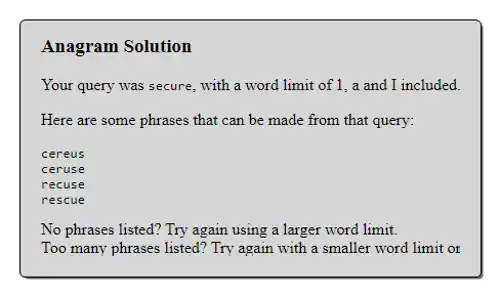 Anagram Solution
Your query was secure, with a word limit of 1, a and I included.
Here are some phrases that can be made from that query:
cereus
ceruse
recuse
rescue
No phrases listed? Try again using a larger word limit.
Too many phrases listed? Try again with a smaller word limit or